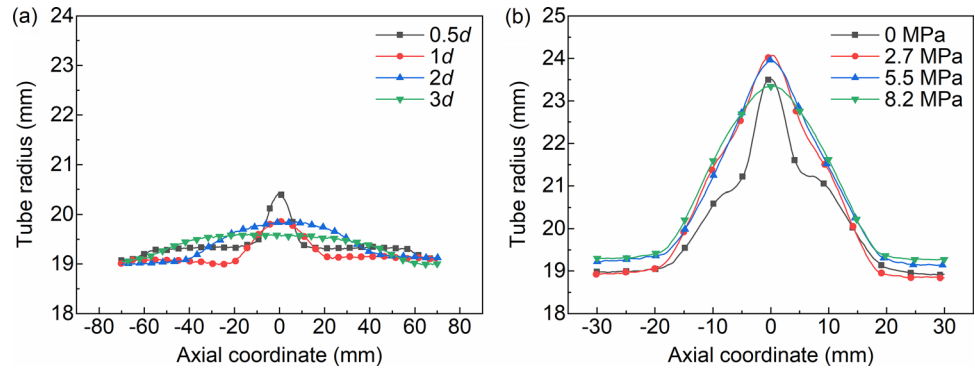 (a)
24
23
22
21
20
19
18
Tube radius (mm)
-80 -60 -40 -20 0 20 40 60 80
Axial coordinate (mm)
0.5d
1d
2d
3d
(b)
24
23
22
21
20
19
18
Tube radius (mm)
-30 -20 -10 0 10 20 30
Axial coordinate (mm)
0 MPa
2.7 MPa
5.5 MPa
8.2 MPa